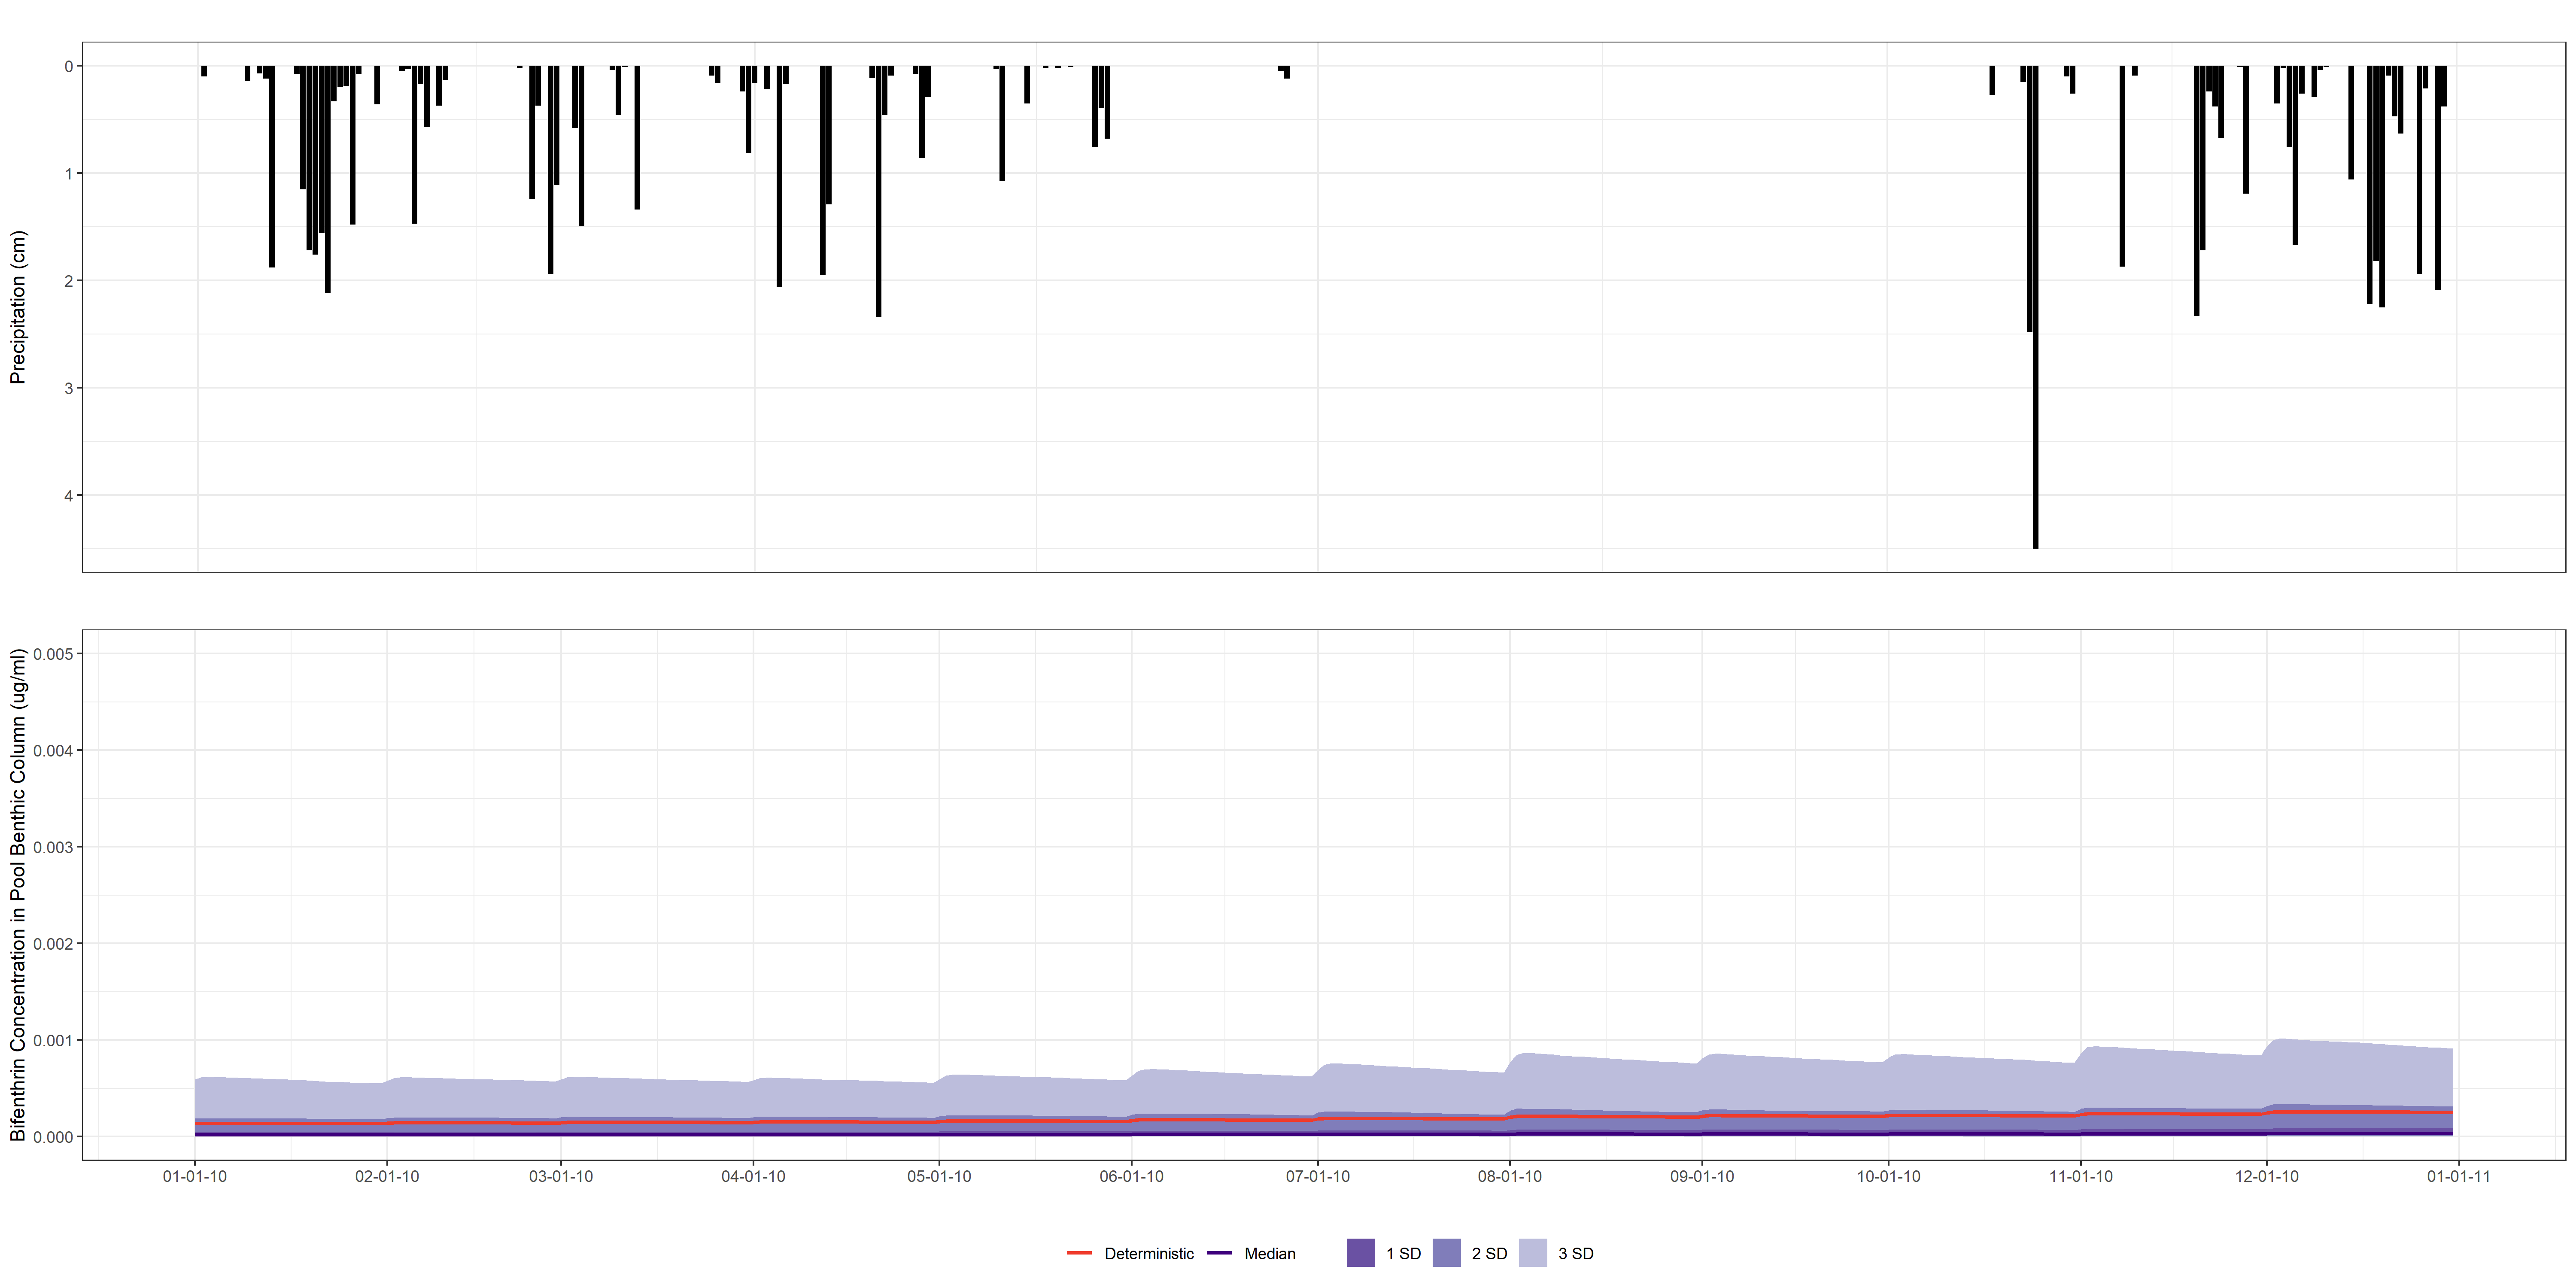 Precipitation (cm)
0
1
2
3
4
Bifenthrin Concentration in Pool Benthic Column (ug/ml)
0.005
0.004
0.003
0.002
0.001
0.000
01-01-10 02-01-10 03-01-10 04-01-10 05-01-10 06-01-10 07-01-10 08-01-10 09-01-10 10-01-10 11-01-10 12-01-10 01-01-11
Deterministic Median 1 SD 2 SD 3 SD